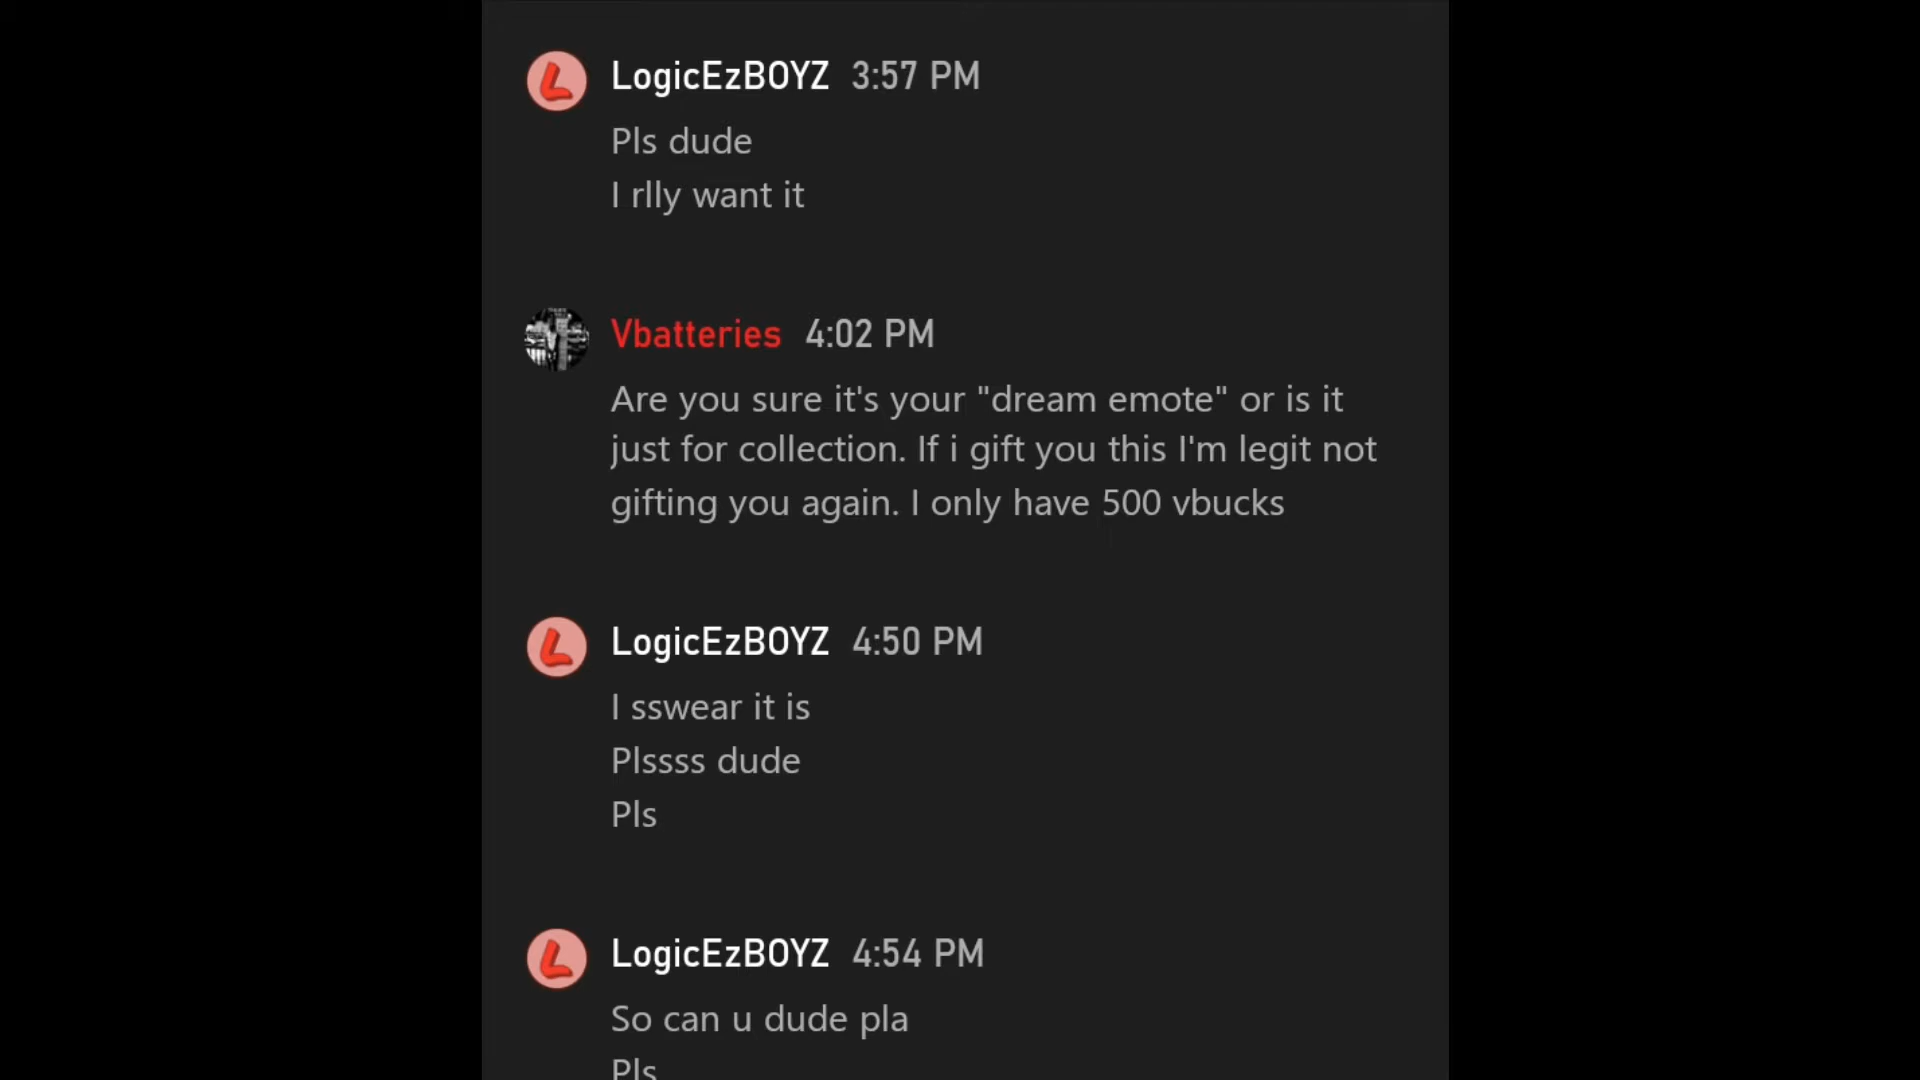 LogicEzBOYZ 3:57 PM
Pls dude
I rlly want it
Vbatteries 4:02 PM
Are you sure it's your "dream emote" or is it
just for collection. If i gift you this I'm legit not
gifting you again. I only have 500 vbucks
LogicEzBOYZ 4:50 PM
I sswear it is
Plssss dude
Pls
LogicEzBOYZ 4:54 PM
So can u dude pla
Pls